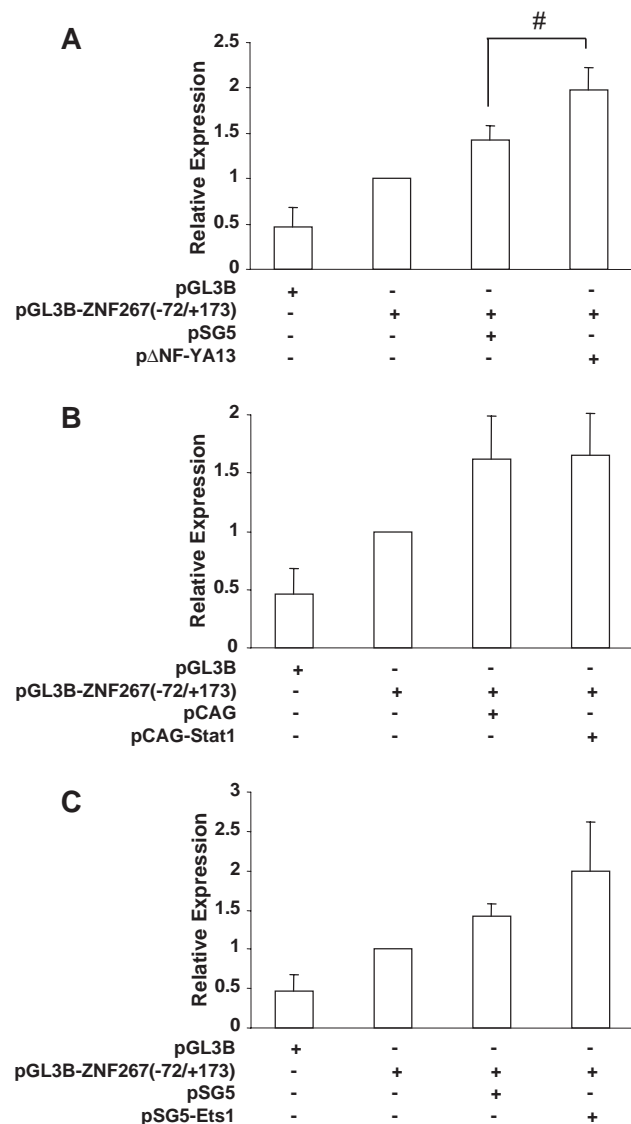 A
#
Relative Expression
2.5
2
1.5
1
0.5
0
pGL3B + - - -
pGL3B-ZNF267(-72/+173) - + + +
pSG5 - - + -
pΔNF-YA13 - - - +
B
Relative Expression
2
1.5
1
0.5
0
pGL3B + - - -
pGL3B-ZNF267(-72/+173) - + + +
pCAG - - + -
pCAG-Stat1 - - - +
C
Relative Expression
3
2.5
2
1.5
1
0.5
0
pGL3B + - - -
pGL3B-ZNF267(-72/+173) - + + +
pSG5 - - + -
pSG5-Ets1 - - - +